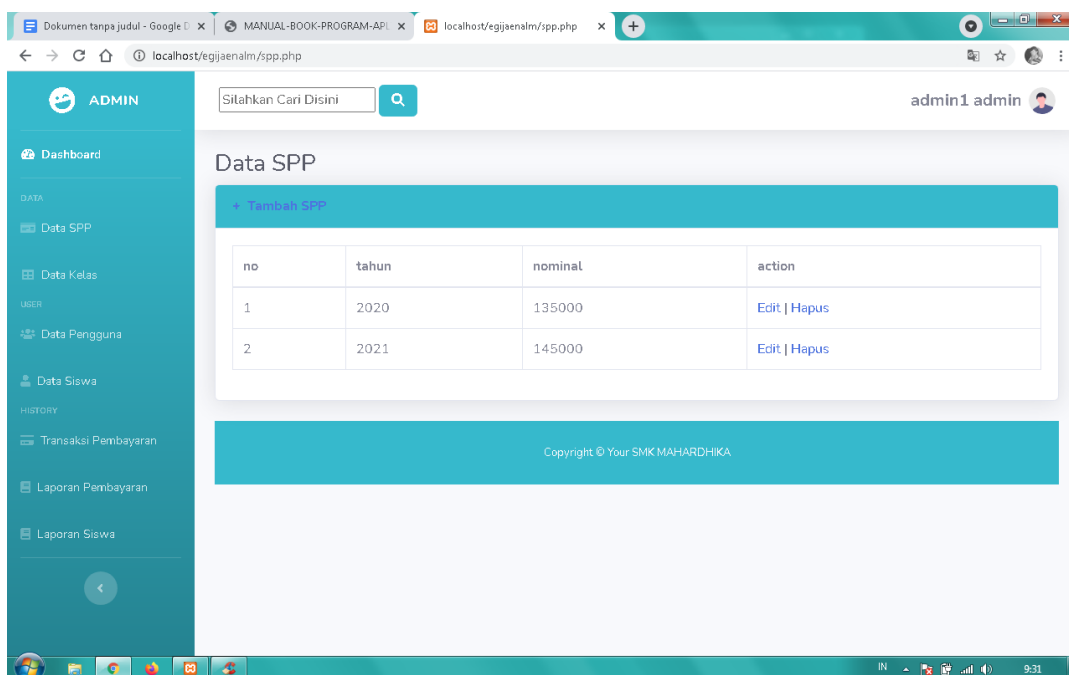 Dokumen tanpa judul - Google D
MANUAL-BOOK-PROGRAM-APL
localhost/egijaenalm/spp.php
localhost/egijaenalm/spp.php
ADMIN
Silahkan Cari Disini
admin1 admin
Dashboard
DATA
Data SPP
Data Kelas
USER
Data Pengguna
Data Siswa
HISTORY
Transaksi Pembayaran
Laporan Pembayaran
Laporan Siswa
Data SPP
+ Tambah SPP
no tahun nominal action
1 2020 135000 Edit | Hapus
2 2021 145000 Edit | Hapus
Copyright © Your SMK MAHARDHIKA
IN 9:31